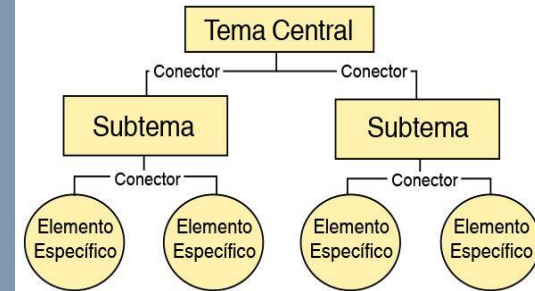 Tema Central
Conector
Conector
Subtema
Subtema
Conector
Conector
Elemento
Específico
Elemento
Específico
Elemento
Específico
Elemento
Específico